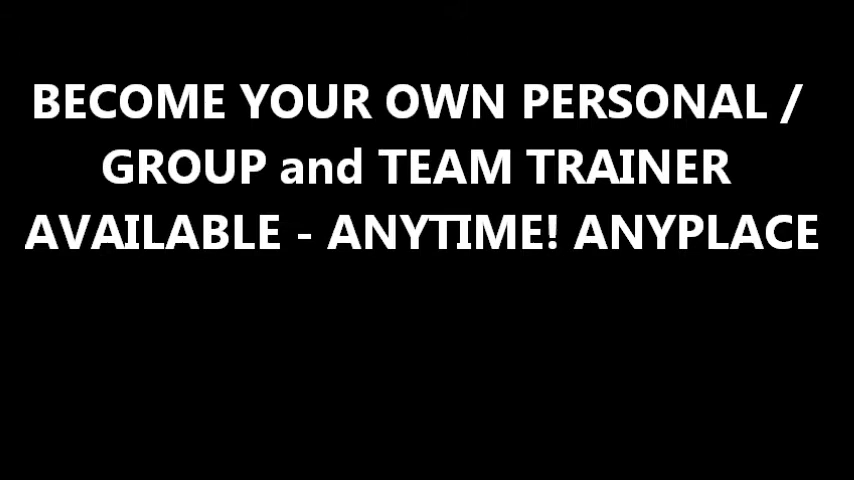 BECOME YOUR OWN PERSONAL /
GROUP and TEAM TRAINER
AVAILABLE - ANYTIME! ANYPLACE